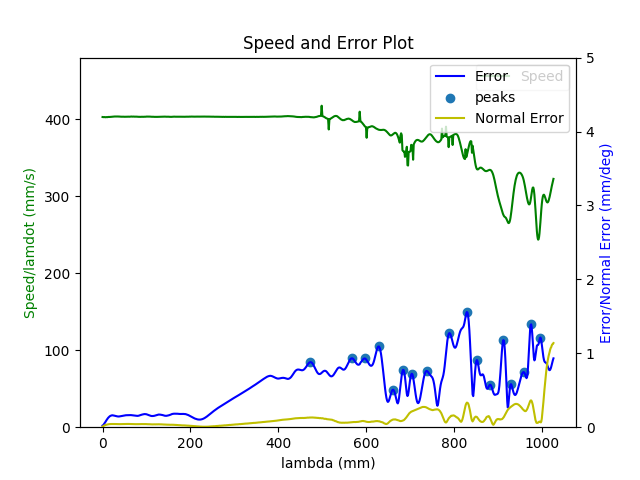 Speed and Error Plot
Speed/lamdot (mm/s)
400
300
200
100
0
Error
Speed
peaks
Normal Error
5
4
3
2
1
0
Error/Normal Error (mm/deg)
0
200
400
600
800
1000
lambda (mm)